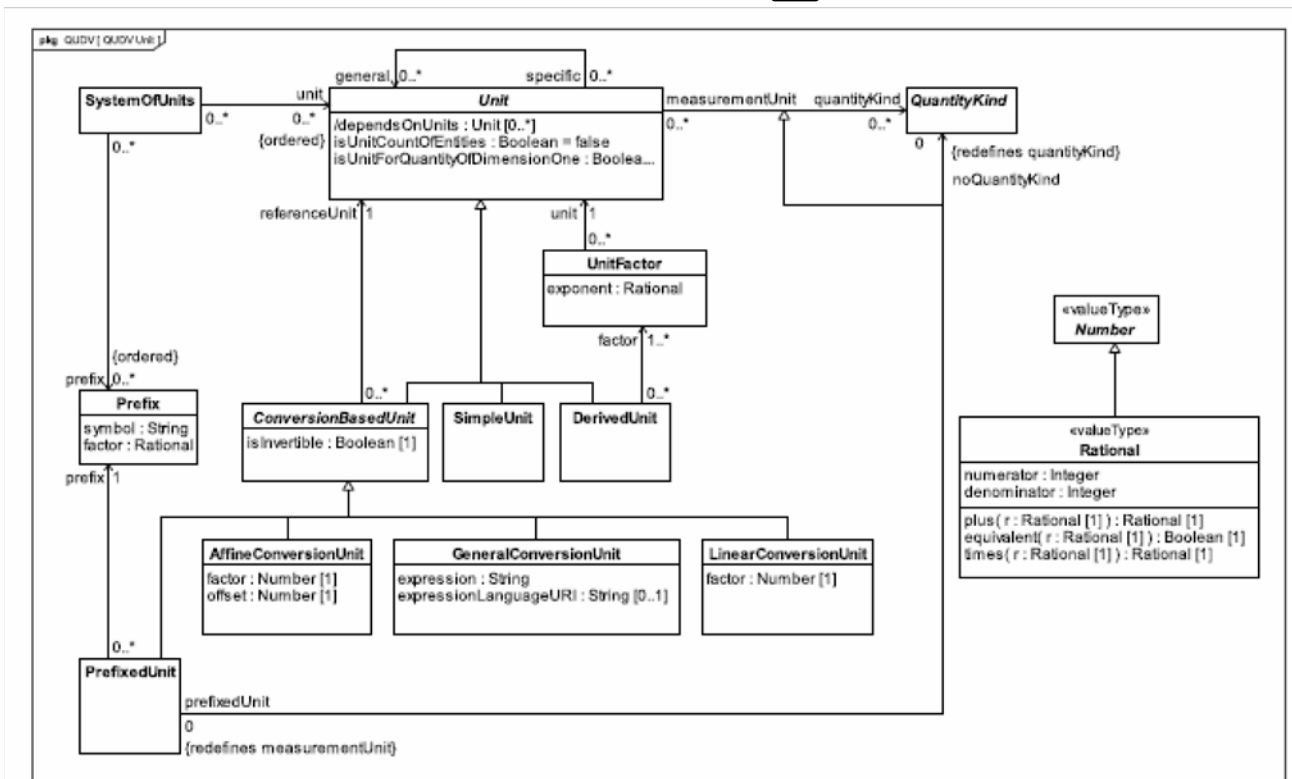 pkg QUDV [ QUDV Unit ]
general 0..*
specific 0..*
SystemOfUnits
0..*
unit
0..*
{ordered}
Unit
/dependsOnUnits : Unit [0..*]
isUnitCountOfEntities : Boolean = false
isUnitForQuantityOfDimensionOne : Boolea...
measurementUnit
0..*
quantityKind
0..*
QuantityKind
0..*
0
{redefines quantityKind}
noQuantityKind
referenceUnit 1
unit 1
0..*
UnitFactor
exponent : Rational
factor 1..*
«valueType»
Number
{ordered}
prefix 0..*
Prefix
symbol : String
factor : Rational
prefix 1
0..*
ConversionBasedUnit
isInvertible : Boolean [1]
SimpleUnit
0..*
DerivedUnit
«valueType»
Rational
numerator : Integer
denominator : Integer
plus( r : Rational [1] ) : Rational [1]
equivalent( r : Rational [1] ) : Boolean [1]
times( r : Rational [1] ) : Rational [1]
AffineConversionUnit
factor : Number [1]
offset : Number [1]
GeneralConversionUnit
expression : String
expressionLanguageURI : String [0..1]
LinearConversionUnit
factor : Number [1]
0..*
PrefixedUnit
prefixedUnit
0
{redefines measurementUnit}